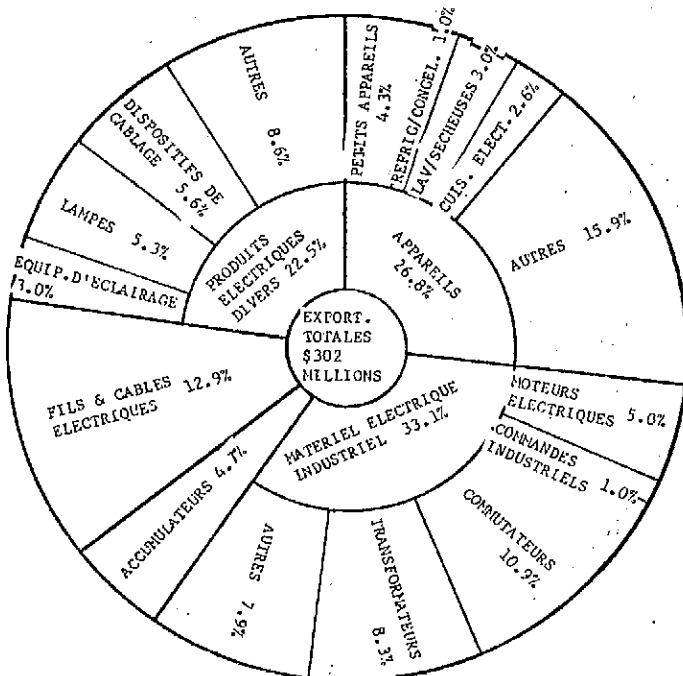 EXPORT.
TOTALES
$302
MILLIONS
APPAREILS
26.8%
PETITS APPAREILS
4.3%
REFRIG/CONGEL. 1.0%
LAV/SECHEUSES 3.0%
CUIS. ELECT. 2.6%
AUTRES 15.9%
MATERIEL ELECTRIQUE
INDUSTRIEL 33.1%
MOTEURS
ELECTRIQUES 5.0%
COMMANDES
INDUSTRIELS 1.0%
COMMUTATEURS
10.9%
TRANSFORMATEURS
8.3%
AUTRES 7.9%
ACCUMULATEURS 4.7%
FILS & CABLES 12.9%
ELECTRIQUES
PRODUITS
ELECTRIQUES
DIVERS 22.5%
EQUIP.D'ECLAIRAGE
3.0%
LAMPES 5.3%
DISPOSITIFS DE
CABLAGE
5.6%
AUTRES
8.6%